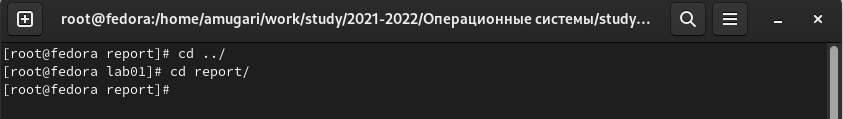 root@fedora:/home/amugari/work/study/2021-2022/Операционные системы/study...
[root@fedora report]# cd ../
[root@fedora lab01]# cd report/
[root@fedora report]#